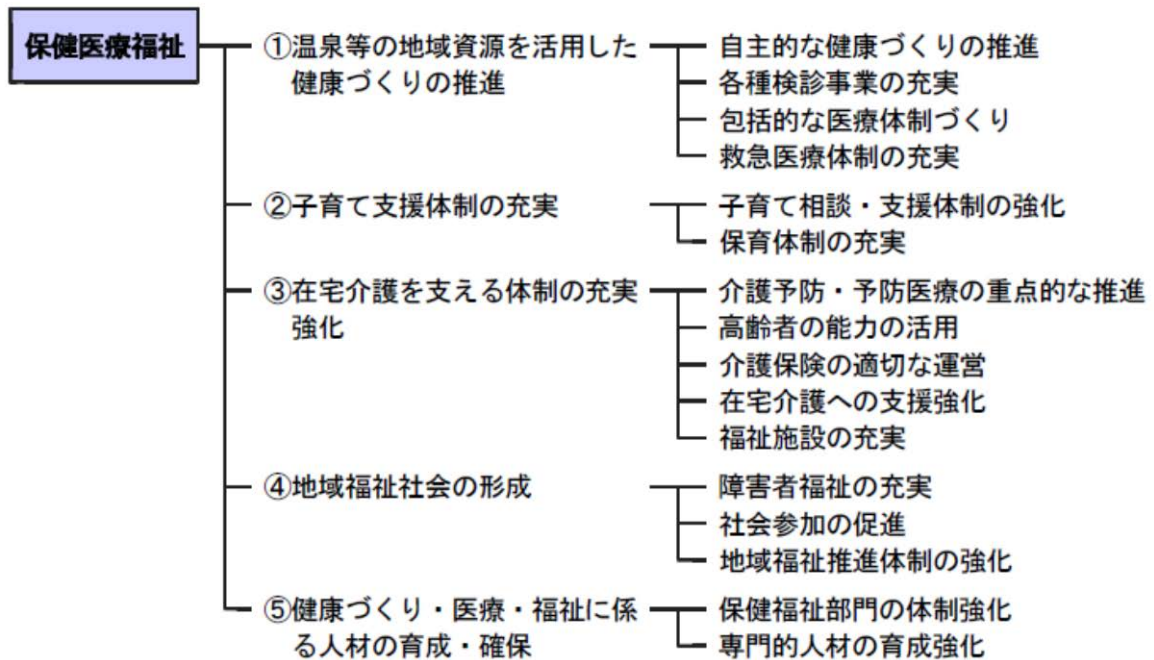 保健医療福祉
①温泉等の地域資源を活用した
健康づくりの推進
自主的な健康づくりの推進
各種検診事業の充実
包括的な医療体制づくり
救急医療体制の充実
②子育て支援体制の充実
子育て相談・支援体制の強化
保育体制の充実
③在宅介護を支える体制の充実
強化
介護予防・予防医療の重点的な推進
高齢者の能力の活用
介護保険の適切な運営
在宅介護への支援強化
福祉施設の充実
④地域福祉社会の形成
障害者福祉の充実
社会参加の促進
地域福祉推進体制の強化
⑤健康づくり・医療・福祉に係
る人材の育成・確保
保健福祉部門の体制強化
専門的人材の育成強化